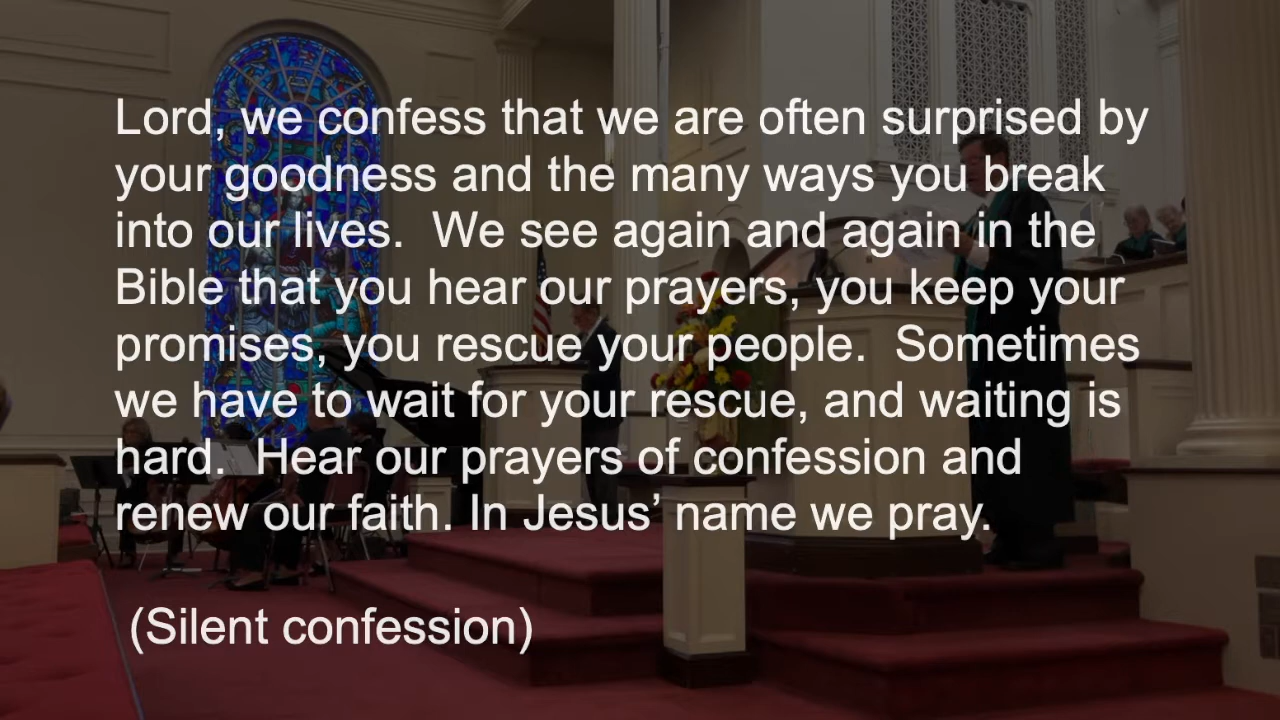 Lord, we confess that we are often surprised by
your goodness and the many ways you break
into our lives.  We see again and again in the
Bible that you hear our prayers, you keep your
promises, you rescue your people.  Sometimes
we have to wait for your rescue, and waiting is
hard.  Hear our prayers of confession and
renew our faith. In Jesus’ name we pray.
(Silent confession)